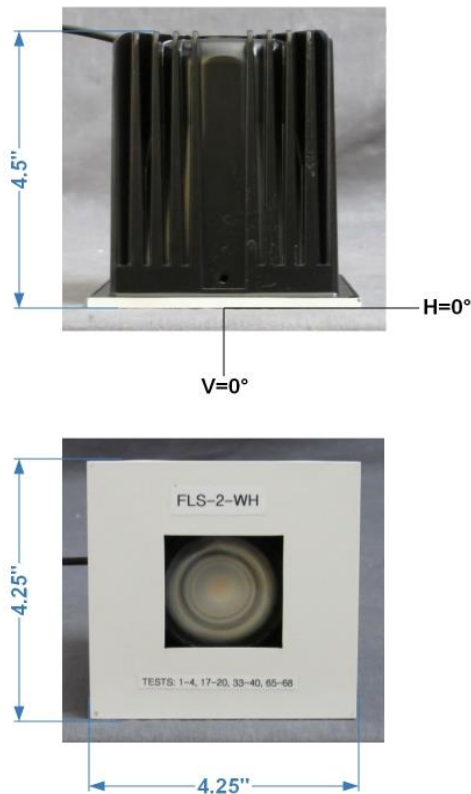 4.5"
H=0°
V=0°
FLS-2-WH
4.25"
TESTS: 1-4, 17-20, 33-40, 65-68
4.25"